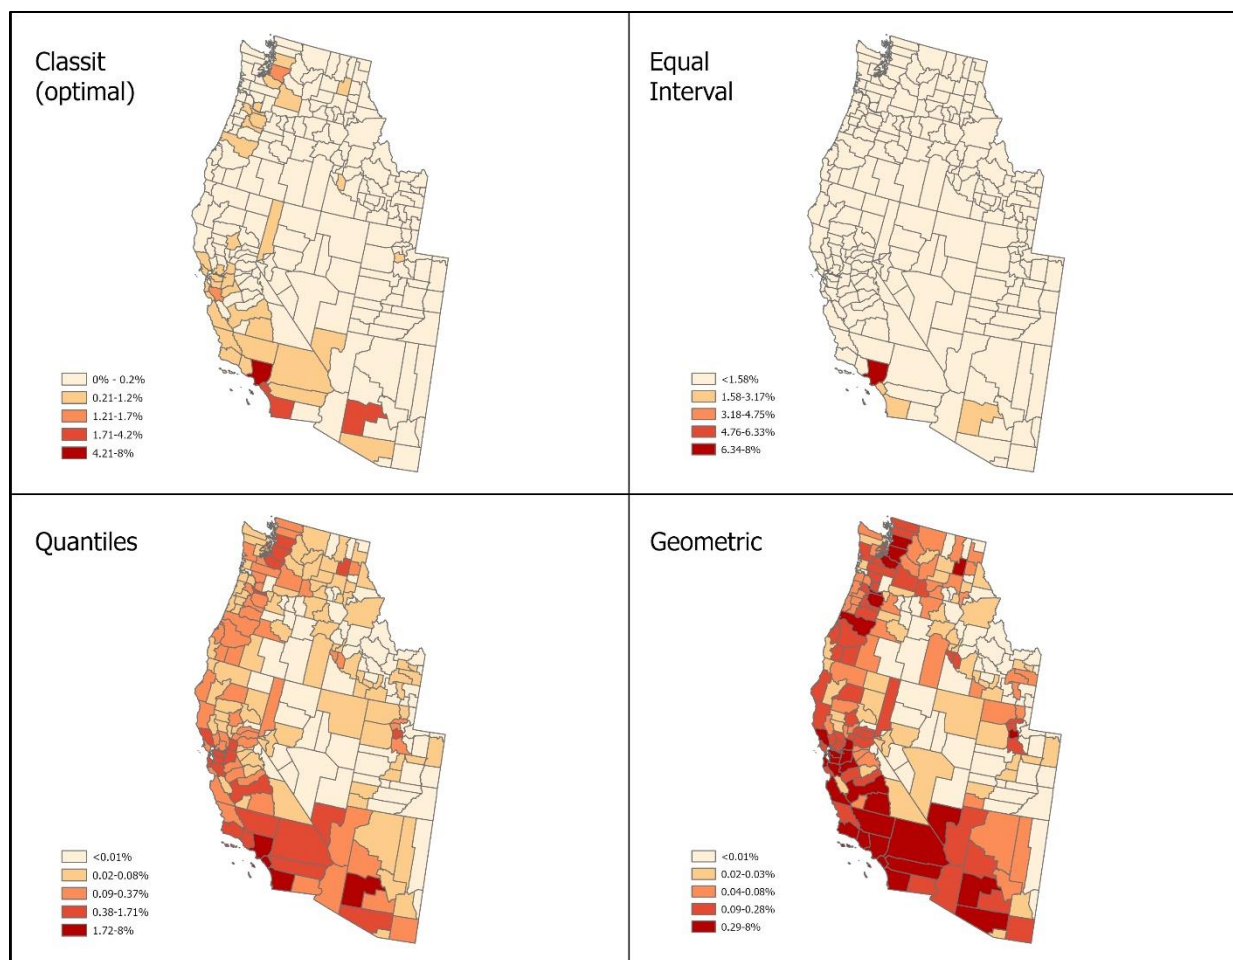 Classit
(optimal)
0% - 0.2%
0.21-1.2%
1.21-1.7%
1.71-4.2%
4.21-8%
Equal
Interval
<1.58%
1.58-3.17%
3.18-4.75%
4.76-6.33%
6.34-8%
Quantiles
<0.01%
0.02-0.08%
0.09-0.37%
0.38-1.71%
1.72-8%
Geometric
<0.01%
0.02-0.03%
0.04-0.08%
0.09-0.28%
0.29-8%